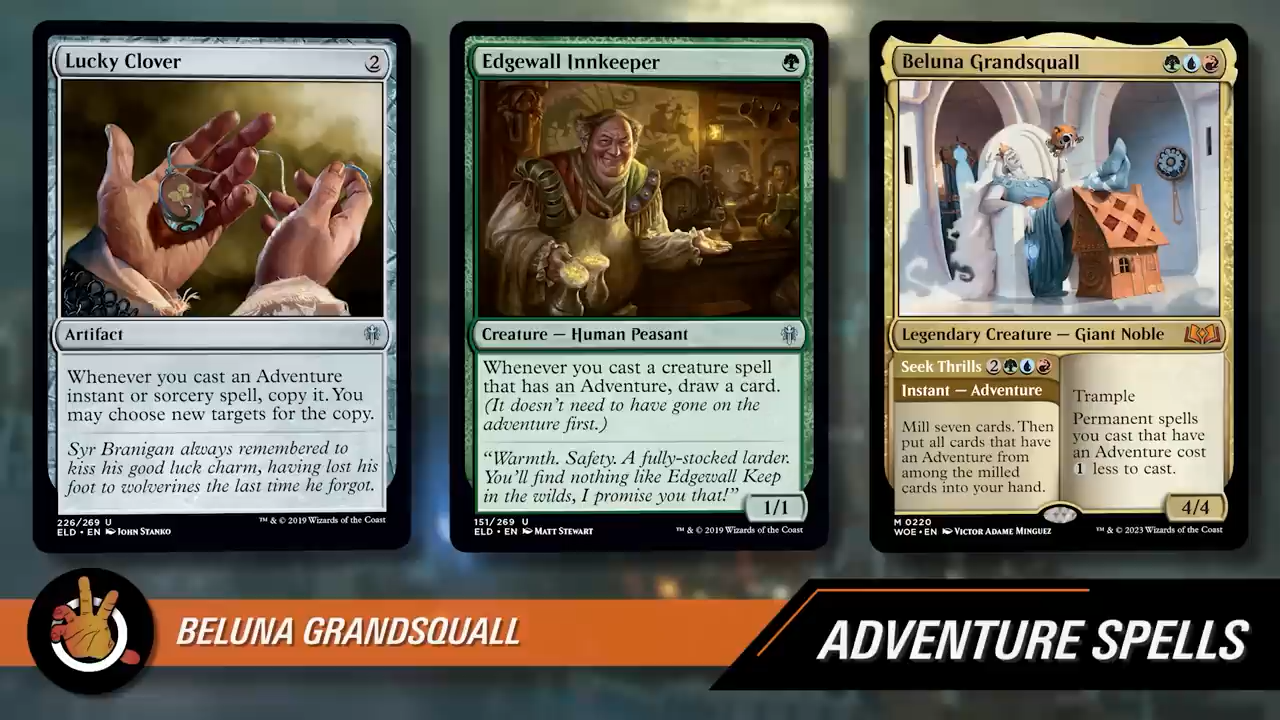 Lucky Clover 2
Artifact
Whenever you cast an Adventure
instant or sorcery spell, copy it. You
may choose new targets for the copy.
Syr Branigan always remembered to
kiss his good luck charm, having lost his
foot to wolverines the last time he forgot.
226/269 U
ELD • EN JOHN STANKO
™ & © 2019 Wizards of the Coast
Edgewall Innkeeper
Creature — Human Peasant
Whenever you cast a creature spell
that has an Adventure, draw a card.
(It doesn't need to have gone on the
adventure first.)
“Warmth. Safety. A fully-stocked larder.
You'll find nothing like Edgewall Keep
in the wilds, I promise you that!”
1/1
151/269 U
ELD • EN MATT STEWART
™ & © 2019 Wizards of the Coast
Beluna Grandsquall
Legendary Creature — Giant Noble
Seek Thrills 2
Instant — Adventure
Mill seven cards. Then
put all cards that have
an Adventure from
among the milled
cards into your hand.
Trample
Permanent spells
you cast that have
an Adventure cost
1 less to cast.
4/4
M 0220
WOE • EN VICTOR ADAME MINGUEZ
™ & © 2023 Wizards of the Coast
BELUNA GRANDSQUALL
ADVENTURE SPELLS